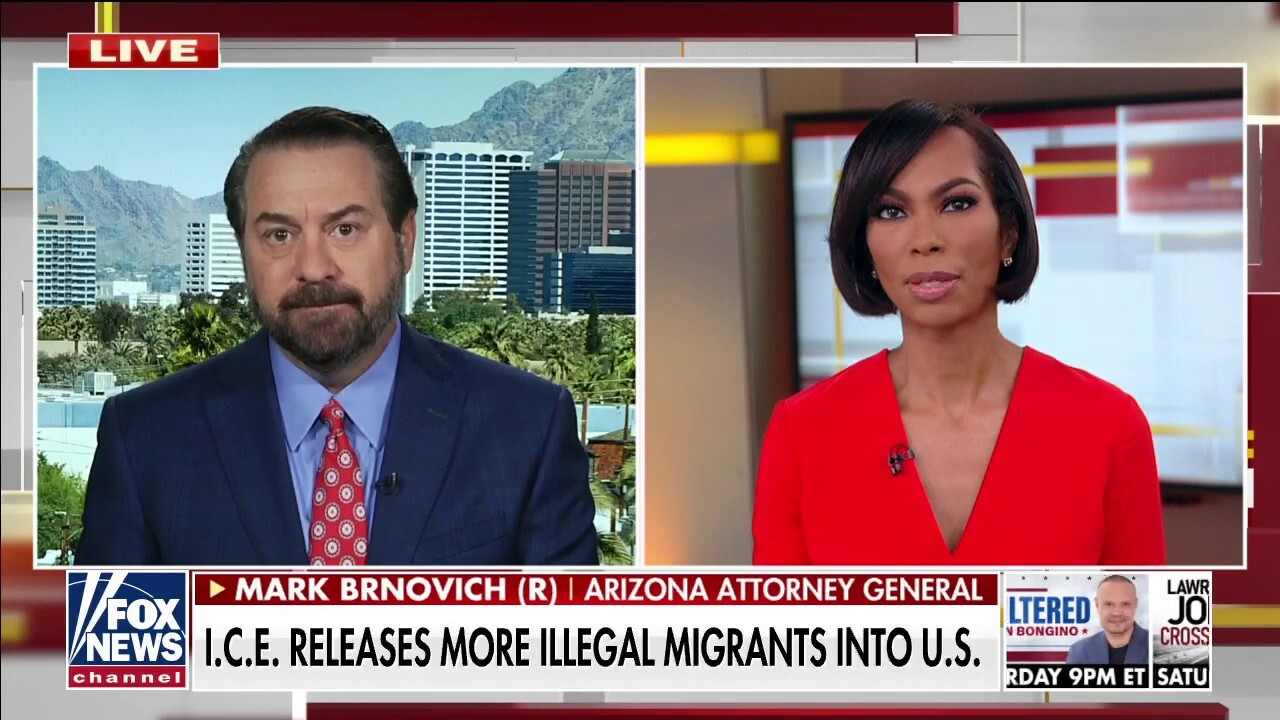 LIVE
MARK BRNOVICH (R) | ARIZONA ATTORNEY GENERAL
I.C.E. RELEASES MORE ILLEGAL MIGRANTS INTO U.S.
FOX
NEWS
channel
LTERED
N BONGINO
RDAY 9PM ET
LAWR
JO
CROSS
SATU